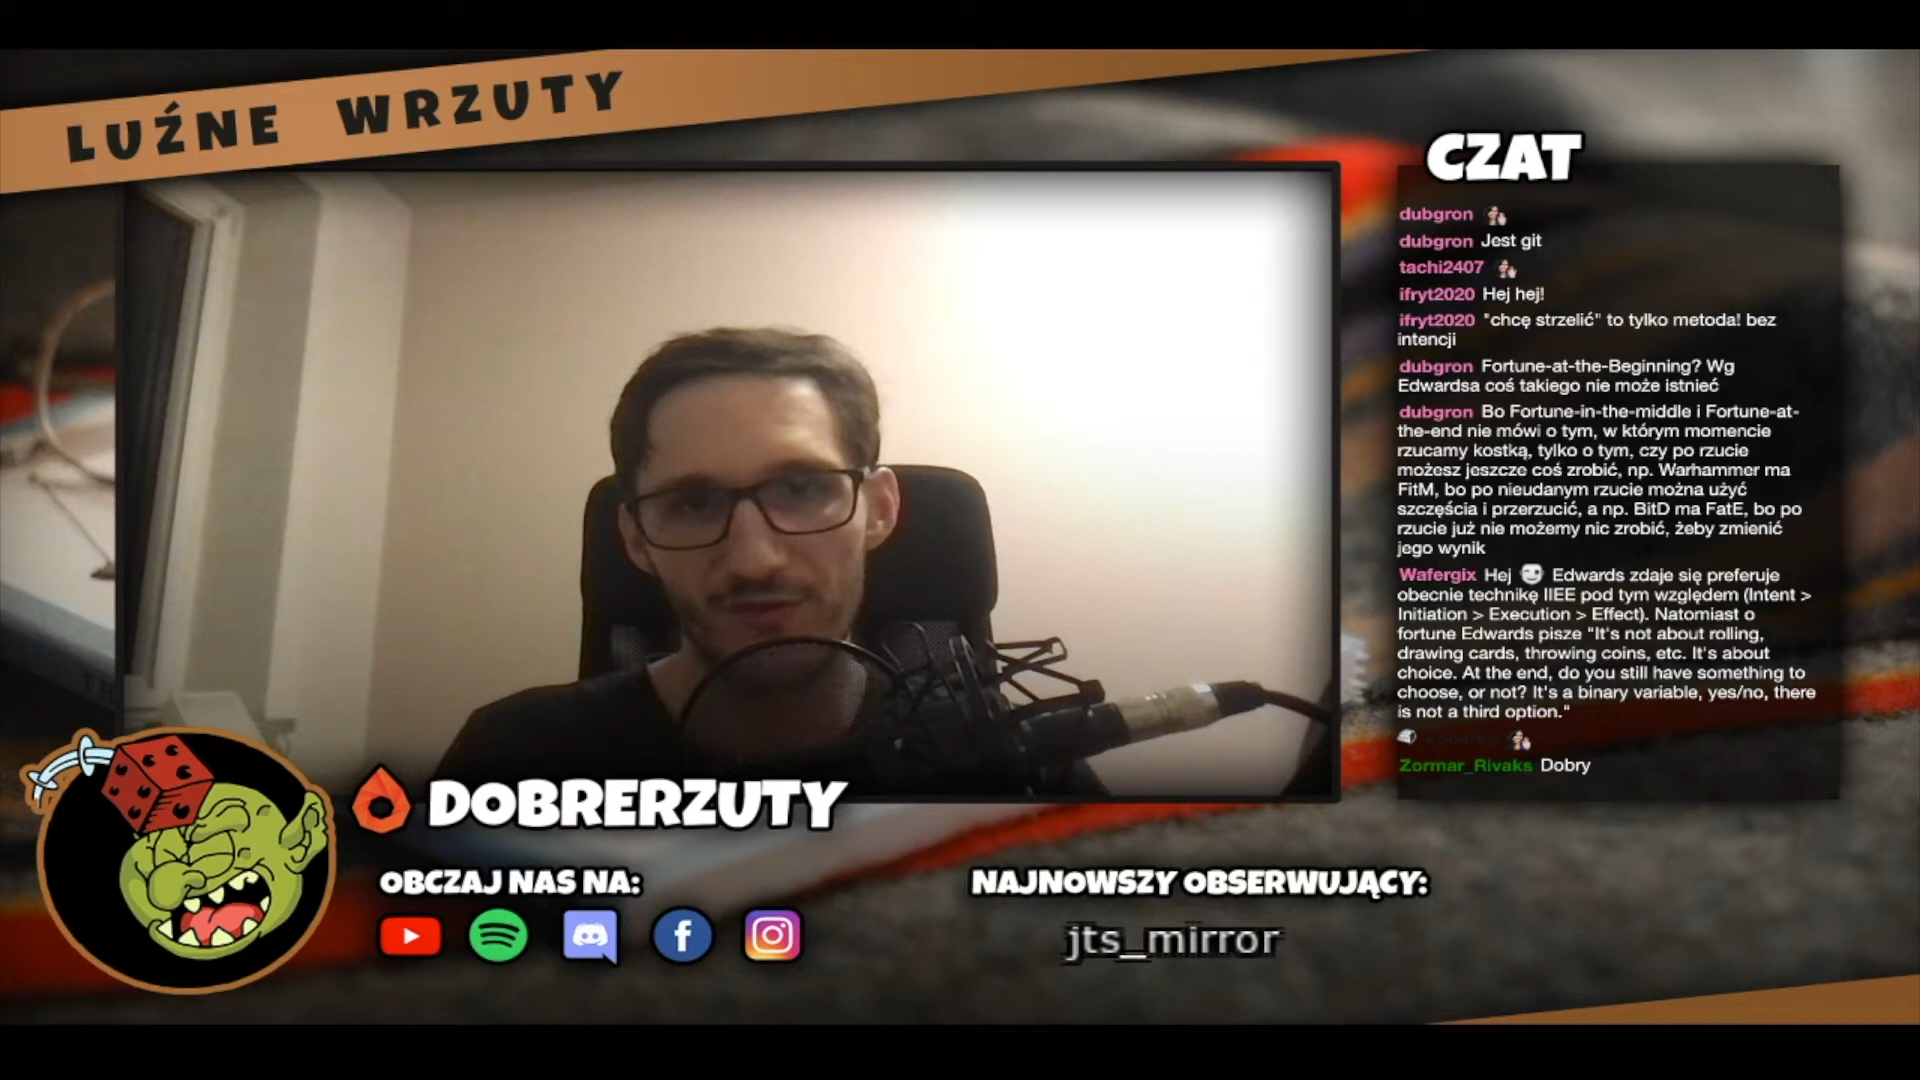 LUŹNE WRZUTY
CZAT
dubgron
dubgron Jest git
tachi2407
ifryt2020 Hej hej!
ifryt2020 "chcę strzelić" to tylko metoda! bez
intencji
dubgron Fortune-at-the-Beginning? Wg
Edwardsa coś takiego nie może istnieć
dubgron Bo Fortune-in-the-middle i Fortune-at-
the-end nie mówi o tym, w którym momencie
rzucamy kostką, tylko o tym, czy po rzucie
możesz jeszcze coś zrobić, np. Warhammer ma
FitM, bo po nieudanym rzucie można użyć
szczęścia i przerzucić, a np. BitD ma FatE, bo po
rzucie już nie możemy nic zrobić, żeby zmienić
jego wynik
Wafergix Hej Edwards zdaje się preferuje
obecnie technikę IIEE pod tym względem (Intent >
Initiation > Execution > Effect). Natomiast o
fortune Edwards pisze "It's not about rolling,
drawing cards, throwing coins, etc. It's about
choice. At the end, do you still have something to
choose, or not? It's a binary variable, yes/no, there
is not a third option."
Zormar_Rivaks Dobry
DOBRERZUTY
OBCZAJ NAS NA:
NAJNOWSZY OBSERWUJĄCY:
jts_mirror